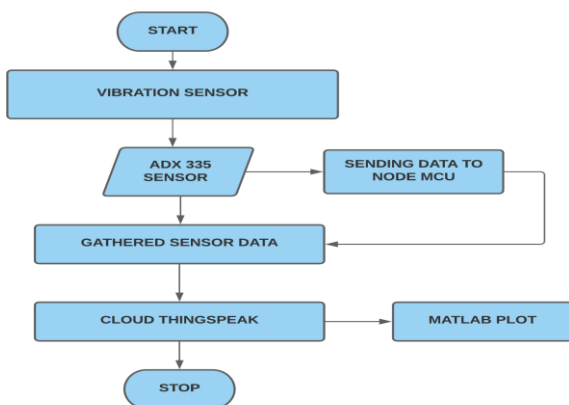 START
VIBRATION SENSOR
ADX 335
SENSOR
SENDING DATA TO
NODE MCU
GATHERED SENSOR DATA
CLOUD THINGSPEAK
MATLAB PLOT
STOP